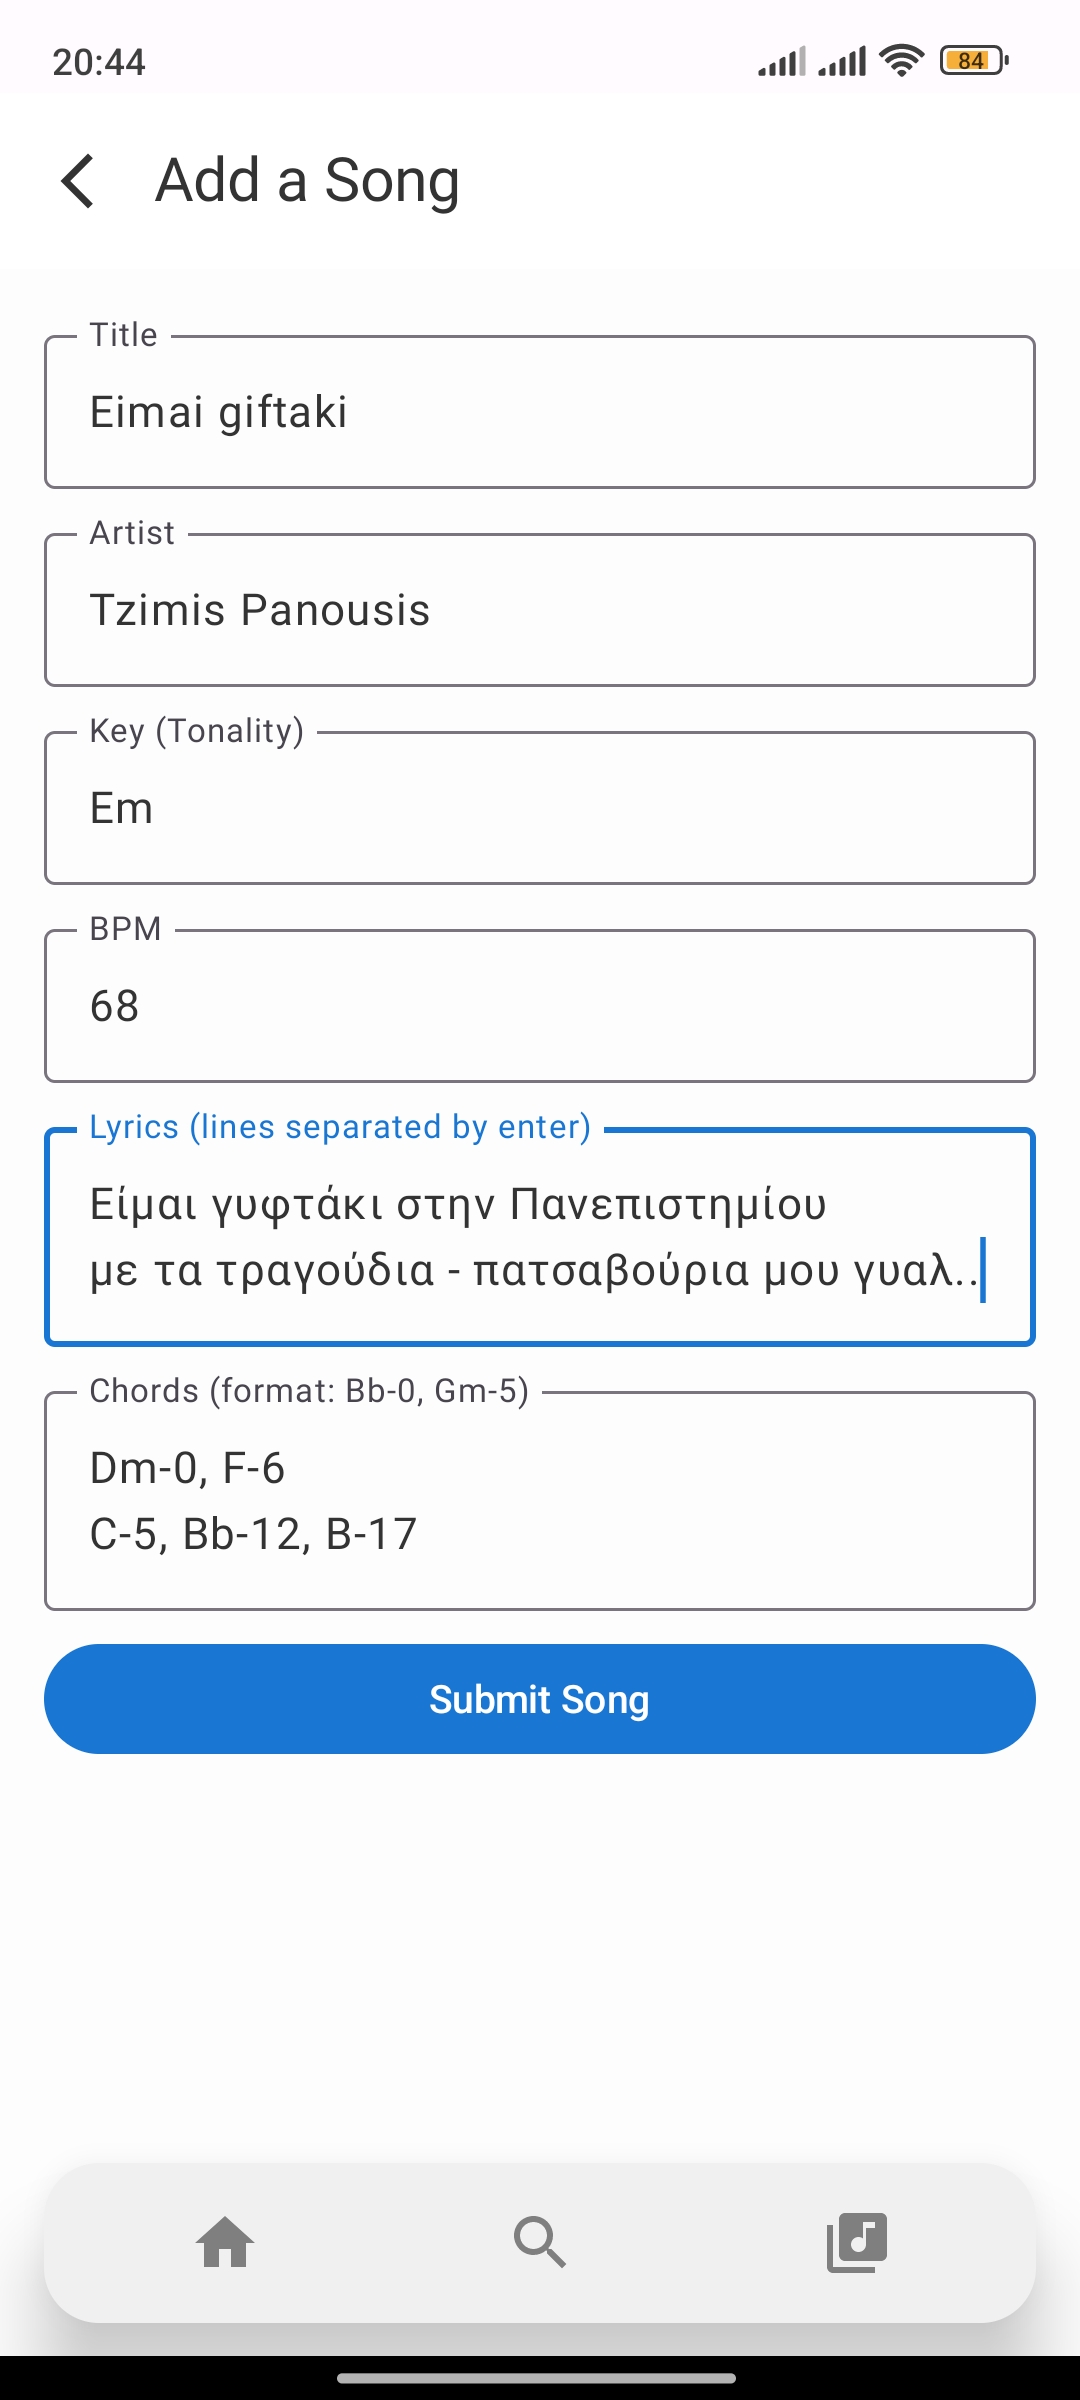 20:44
84
Add a Song
Title
Eimai giftaki
Artist
Tzimis Panousis
Key (Tonality)
Em
BPM
68
Lyrics (lines separated by enter)
Είμαι γυφτάκι στην Πανεπιστημίου
με τα τραγούδια - πατσαβούρια μου γυαλ..
Chords (format: Bb-0, Gm-5)
Dm-0, F-6
C-5, Bb-12, B-17
Submit Song